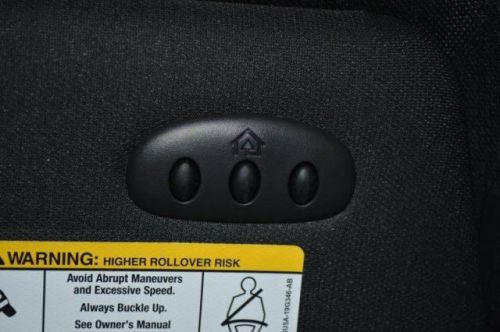 WARNING: HIGHER ROLLOVER RISK
Avoid Abrupt Maneuvers
and Excessive Speed.
Always Buckle Up.
See Owner's Manual